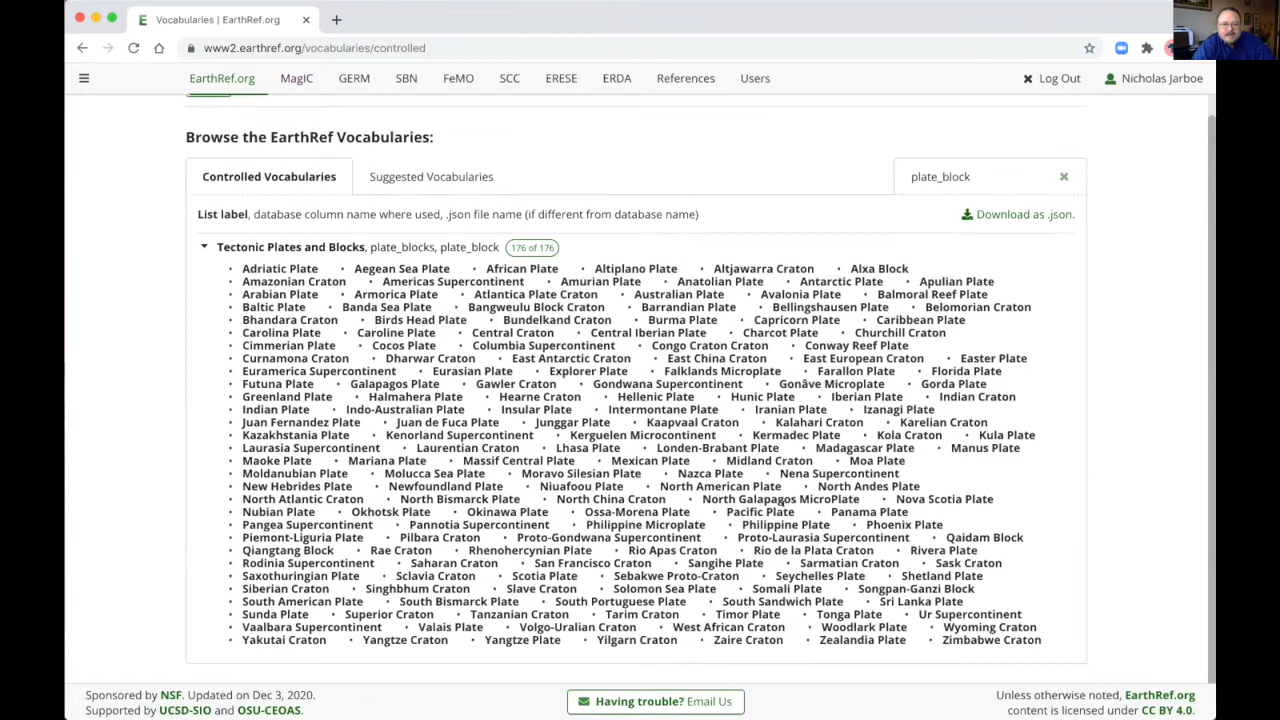 Vocabularies | EarthRef.org
www2.earthref.org/vocabularies/controlled
EarthRef.org MagIC GERM SBN FeMO SCC ERESE ERDA References Users Log Out Nicholas Jarboe
Browse the EarthRef Vocabularies:
Controlled Vocabularies Suggested Vocabularies plate_block
List label, database column name where used, .json file name (if different from database name) Download as .json.
Tectonic Plates and Blocks, plate_blocks, plate_block 176 of 176
· Adriatic Plate · Aegean Sea Plate · African Plate · Altiplano Plate · Altjawarra Craton · Alxa Block
· Amazonian Craton · Americas Supercontinent · Amurian Plate · Anatolian Plate · Antarctic Plate · Apulian Plate
· Arabian Plate · Armorica Plate · Atlantica Plate Craton · Australian Plate · Avalonia Plate · Balmoral Reef Plate
· Baltic Plate · Banda Sea Plate · Bangweulu Block Craton · Barrandian Plate · Bellingshausen Plate · Belomorian Craton
· Bhandara Craton · Birds Head Plate · Bundelkand Craton · Burma Plate · Capricorn Plate · Caribbean Plate
· Carolina Plate · Caroline Plate · Central Craton · Central Iberian Plate · Charcot Plate · Churchill Craton
· Cimmerian Plate · Cocos Plate · Columbia Supercontinent · Congo Craton Craton · Conway Reef Plate
· Curnamona Craton · Dharwar Craton · East Antarctic Craton · East China Craton · East European Craton · Easter Plate
· Euramerica Supercontinent · Eurasian Plate · Explorer Plate · Falklands Microplate · Farallon Plate · Florida Plate
· Futuna Plate · Galapagos Plate · Gawler Craton · Gondwana Supercontinent · Gonâve Microplate · Gorda Plate
· Greenland Plate · Halmahera Plate · Hearne Craton · Hellenic Plate · Hunic Plate · Iberian Plate · Indian Craton
· Indian Plate · Indo-Australian Plate · Insular Plate · Intermontane Plate · Iranian Plate · Izanagi Plate
· Juan Fernandez Plate · Juan de Fuca Plate · Junggar Plate · Kaapvaal Craton · Kalahari Craton · Karelian Craton
· Kazakhstania Plate · Kenorland Supercontinent · Kerguelen Microcontinent · Kermadec Plate · Kola Craton · Kula Plate
· Laurasia Supercontinent · Laurentian Craton · Lhasa Plate · Londen-Brabant Plate · Madagascar Plate · Manus Plate
· Maoke Plate · Mariana Plate · Massif Central Plate · Mexican Plate · Midland Craton · Moa Plate
· Moldanubian Plate · Molucca Sea Plate · Moravo Silesian Plate · Nazca Plate · Nena Supercontinent
· New Hebrides Plate · Newfoundland Plate · Niuafoou Plate · North American Plate · North Andes Plate
· North Atlantic Craton · North Bismarck Plate · North China Craton · North Galapagos MicroPlate · Nova Scotia Plate
· Nubian Plate · Okhotsk Plate · Okinawa Plate · Ossa-Morena Plate · Pacific Plate · Panama Plate
· Pangea Supercontinent · Pannotia Supercontinent · Philippine Microplate · Philippine Plate · Phoenix Plate
· Piemont-Liguria Plate · Pilbara Craton · Proto-Gondwana Supercontinent · Proto-Laurasia Supercontinent · Qaidam Block
· Qiangtang Block · Rae Craton · Rhenohercynian Plate · Rio Apas Craton · Rio de la Plata Craton · Rivera Plate
· Rodinia Supercontinent · Saharan Craton · San Francisco Craton · Sangihe Plate · Sarmatian Craton · Sask Craton
· Saxothuringian Plate · Sclavia Craton · Scotia Plate · Sebakwe Proto-Craton · Seychelles Plate · Shetland Plate
· Siberian Craton · Singhbhum Craton · Slave Craton · Solomon Sea Plate · Somali Plate · Songpan-Ganzi Block
· South American Plate · South Bismarck Plate · South Portuguese Plate · South Sandwich Plate · Sri Lanka Plate
· Sunda Plate · Superior Craton · Tanzanian Craton · Tarim Craton · Timor Plate · Tonga Plate · Ur Supercontinent
· Vaalbara Supercontinent · Valais Plate · Volgo-Uralian Craton · West African Craton · Woodlark Plate · Wyoming Craton
· Yakutai Craton · Yangtze Craton · Yangtze Plate · Yilgarn Craton · Zaire Craton · Zealandia Plate · Zimbabwe Craton
Sponsored by NSF. Updated on Dec 3, 2020.
Supported by UCSD-SIO and OSU-CEOAS.
Having trouble? Email Us
Unless otherwise noted, EarthRef.org
content is licensed under CC BY 4.0.